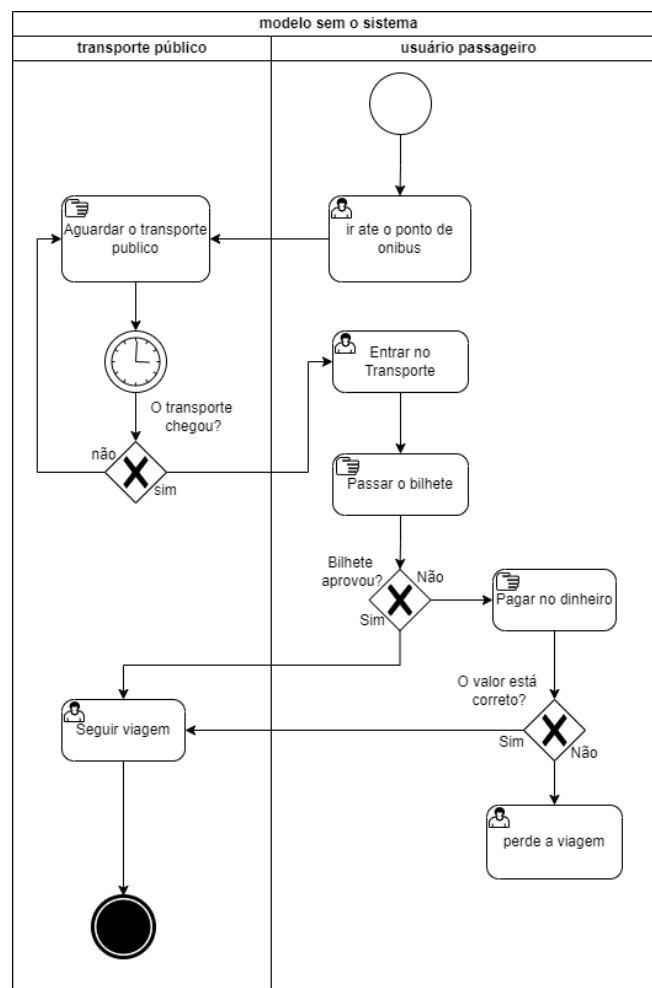 modelo sem o sistema
transporte público
usuário passageiro
ir ate o ponto de
onibus
Aguardar o transporte
publico
O transporte
chegou?
não
sim
Entrar no
Transporte
Passar o bilhete
Bilhete
aprovou?
Não
Sim
Pagar no dinheiro
O valor está
correto?
Sim
Não
Seguir viagem
perde a viagem